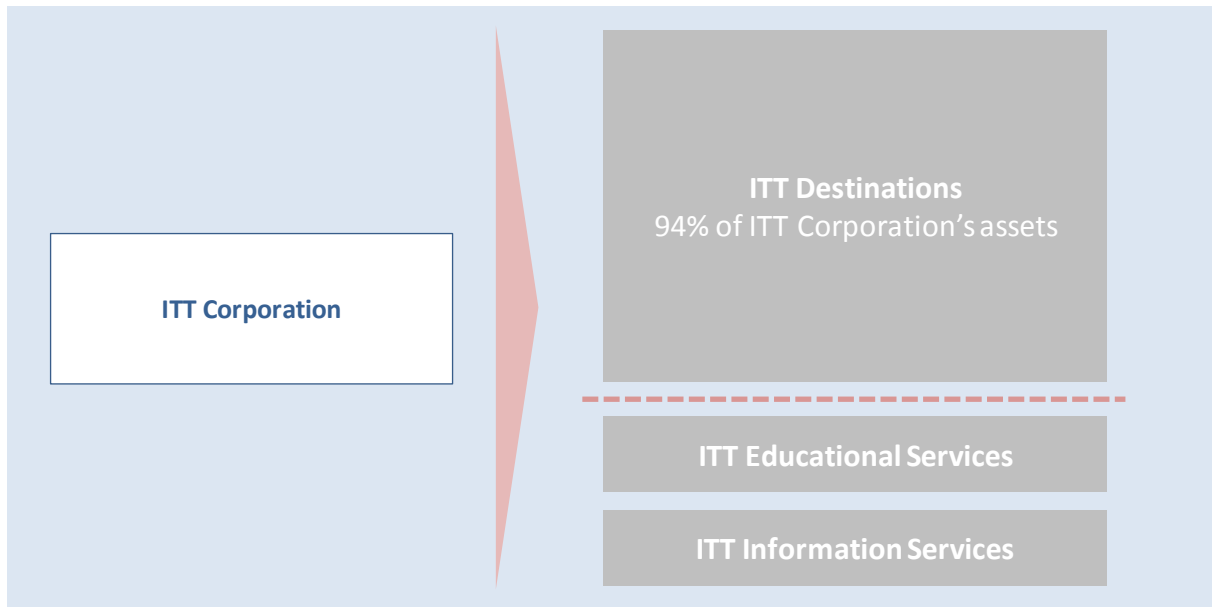 ITT Corporation
ITT Destinations
94% of ITT Corporation’s assets
ITT Educational Services
ITT Information Services